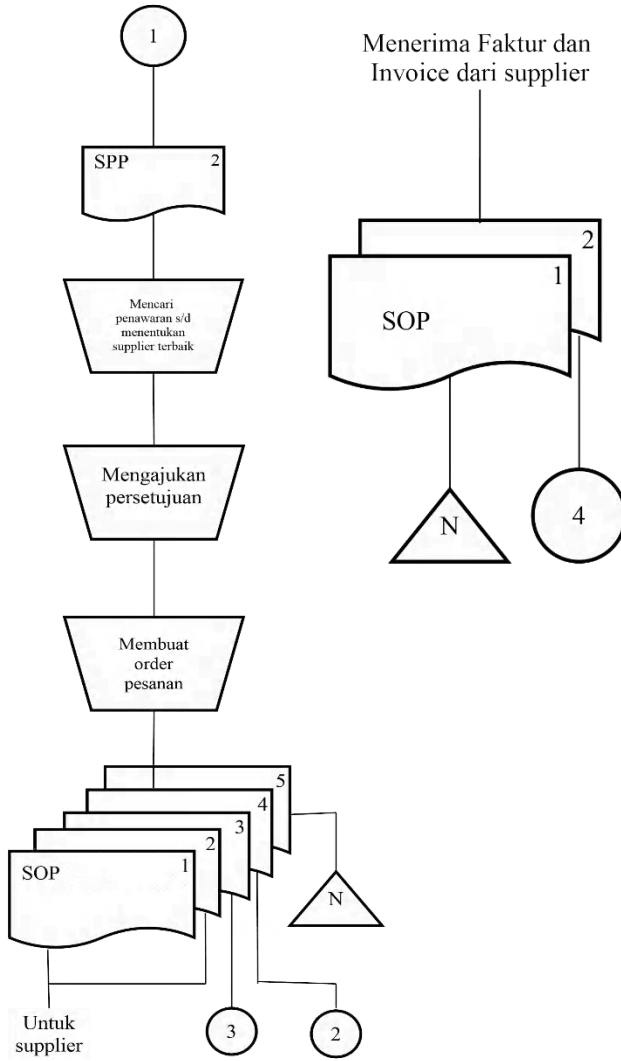 1
SPP
2
Mencari
penawaran s/d
menentukan
supplier terbaik
Mengajukan
persetujuan
Membuat
order
pesanan
5
4
3
2
1
SOP
N
Untuk
supplier
3
2
Menerima Faktur dan
Invoice dari supplier
2
1
SOP
N
4